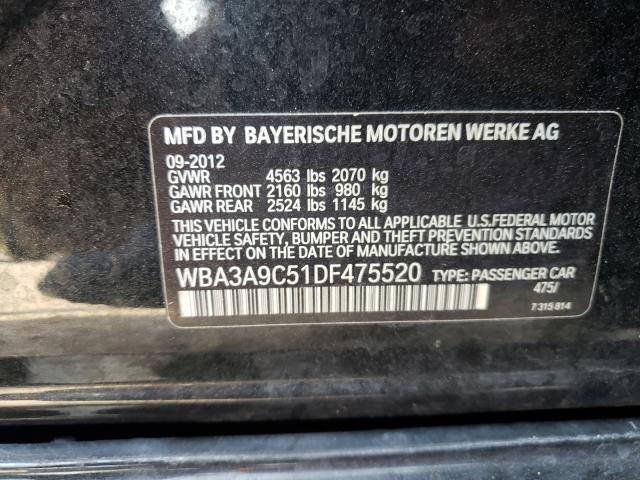 MFD BY BAYERISCHE MOTOREN WERKE AG
09-2012
GVWR 4563 lbs 2070 kg
GAWR FRONT 2160 lbs 980 kg
GAWR REAR 2524 lbs 1145 kg
THIS VEHICLE CONFORMS TO ALL APPLICABLE U.S.FEDERAL MOTOR
VEHICLE SAFETY, BUMPER AND THEFT PREVENTION STANDARDS
IN EFFECT ON THE DATE OF MANUFACTURE SHOWN ABOVE.
WBA3A9C51DF475520 TYPE: PASSENGER CAR
475/
7 315 814